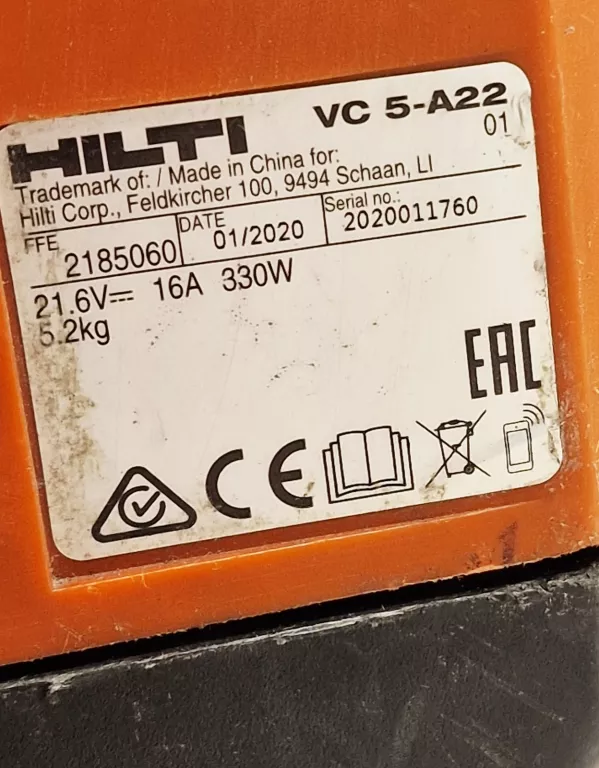 HILTI
VC 5-A22
01
Trademark of: / Made in China for:
Hilti Corp., Feldkircher 100, 9494 Schaan, LI
FFE 2185060
DATE 01/2020
Serial no.: 2020011760
21.6V⎓ 16A 330W
5.2kg
EAC
CE